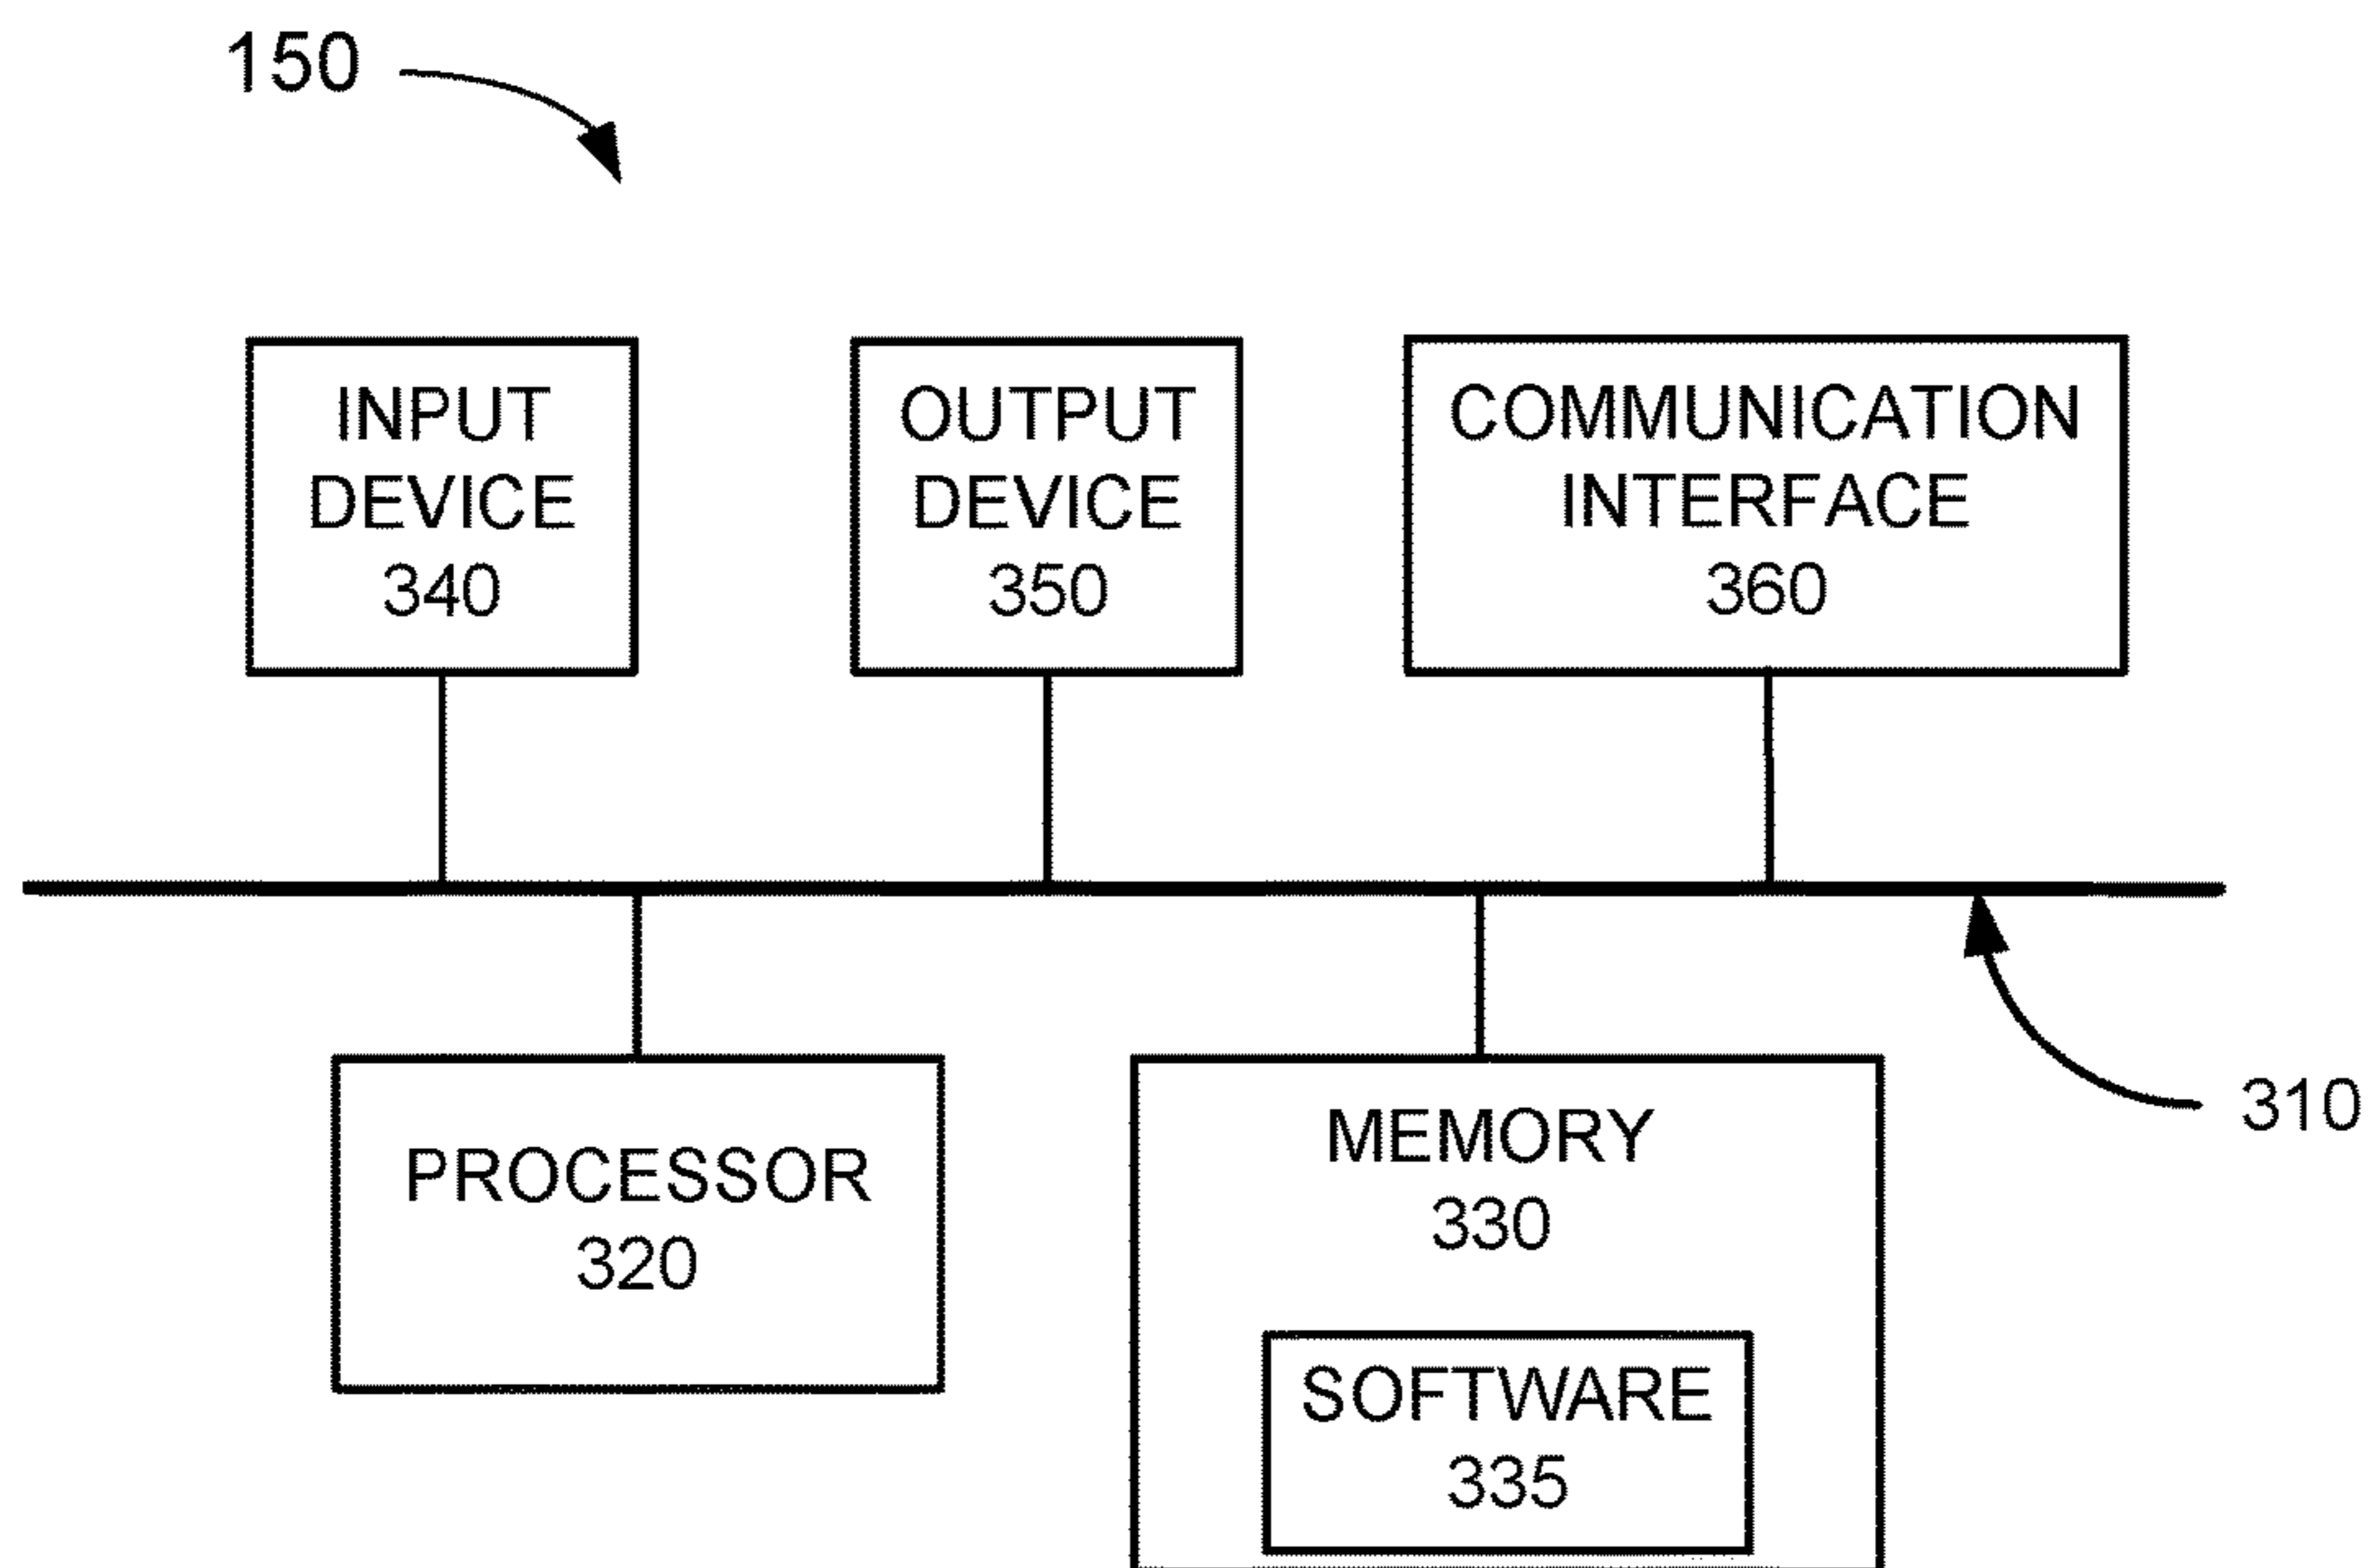 150
INPUT
DEVICE
340
OUTPUT
DEVICE
350
COMMUNICATION
INTERFACE
360
PROCESSOR
320
MEMORY
330
SOFTWARE
335
310